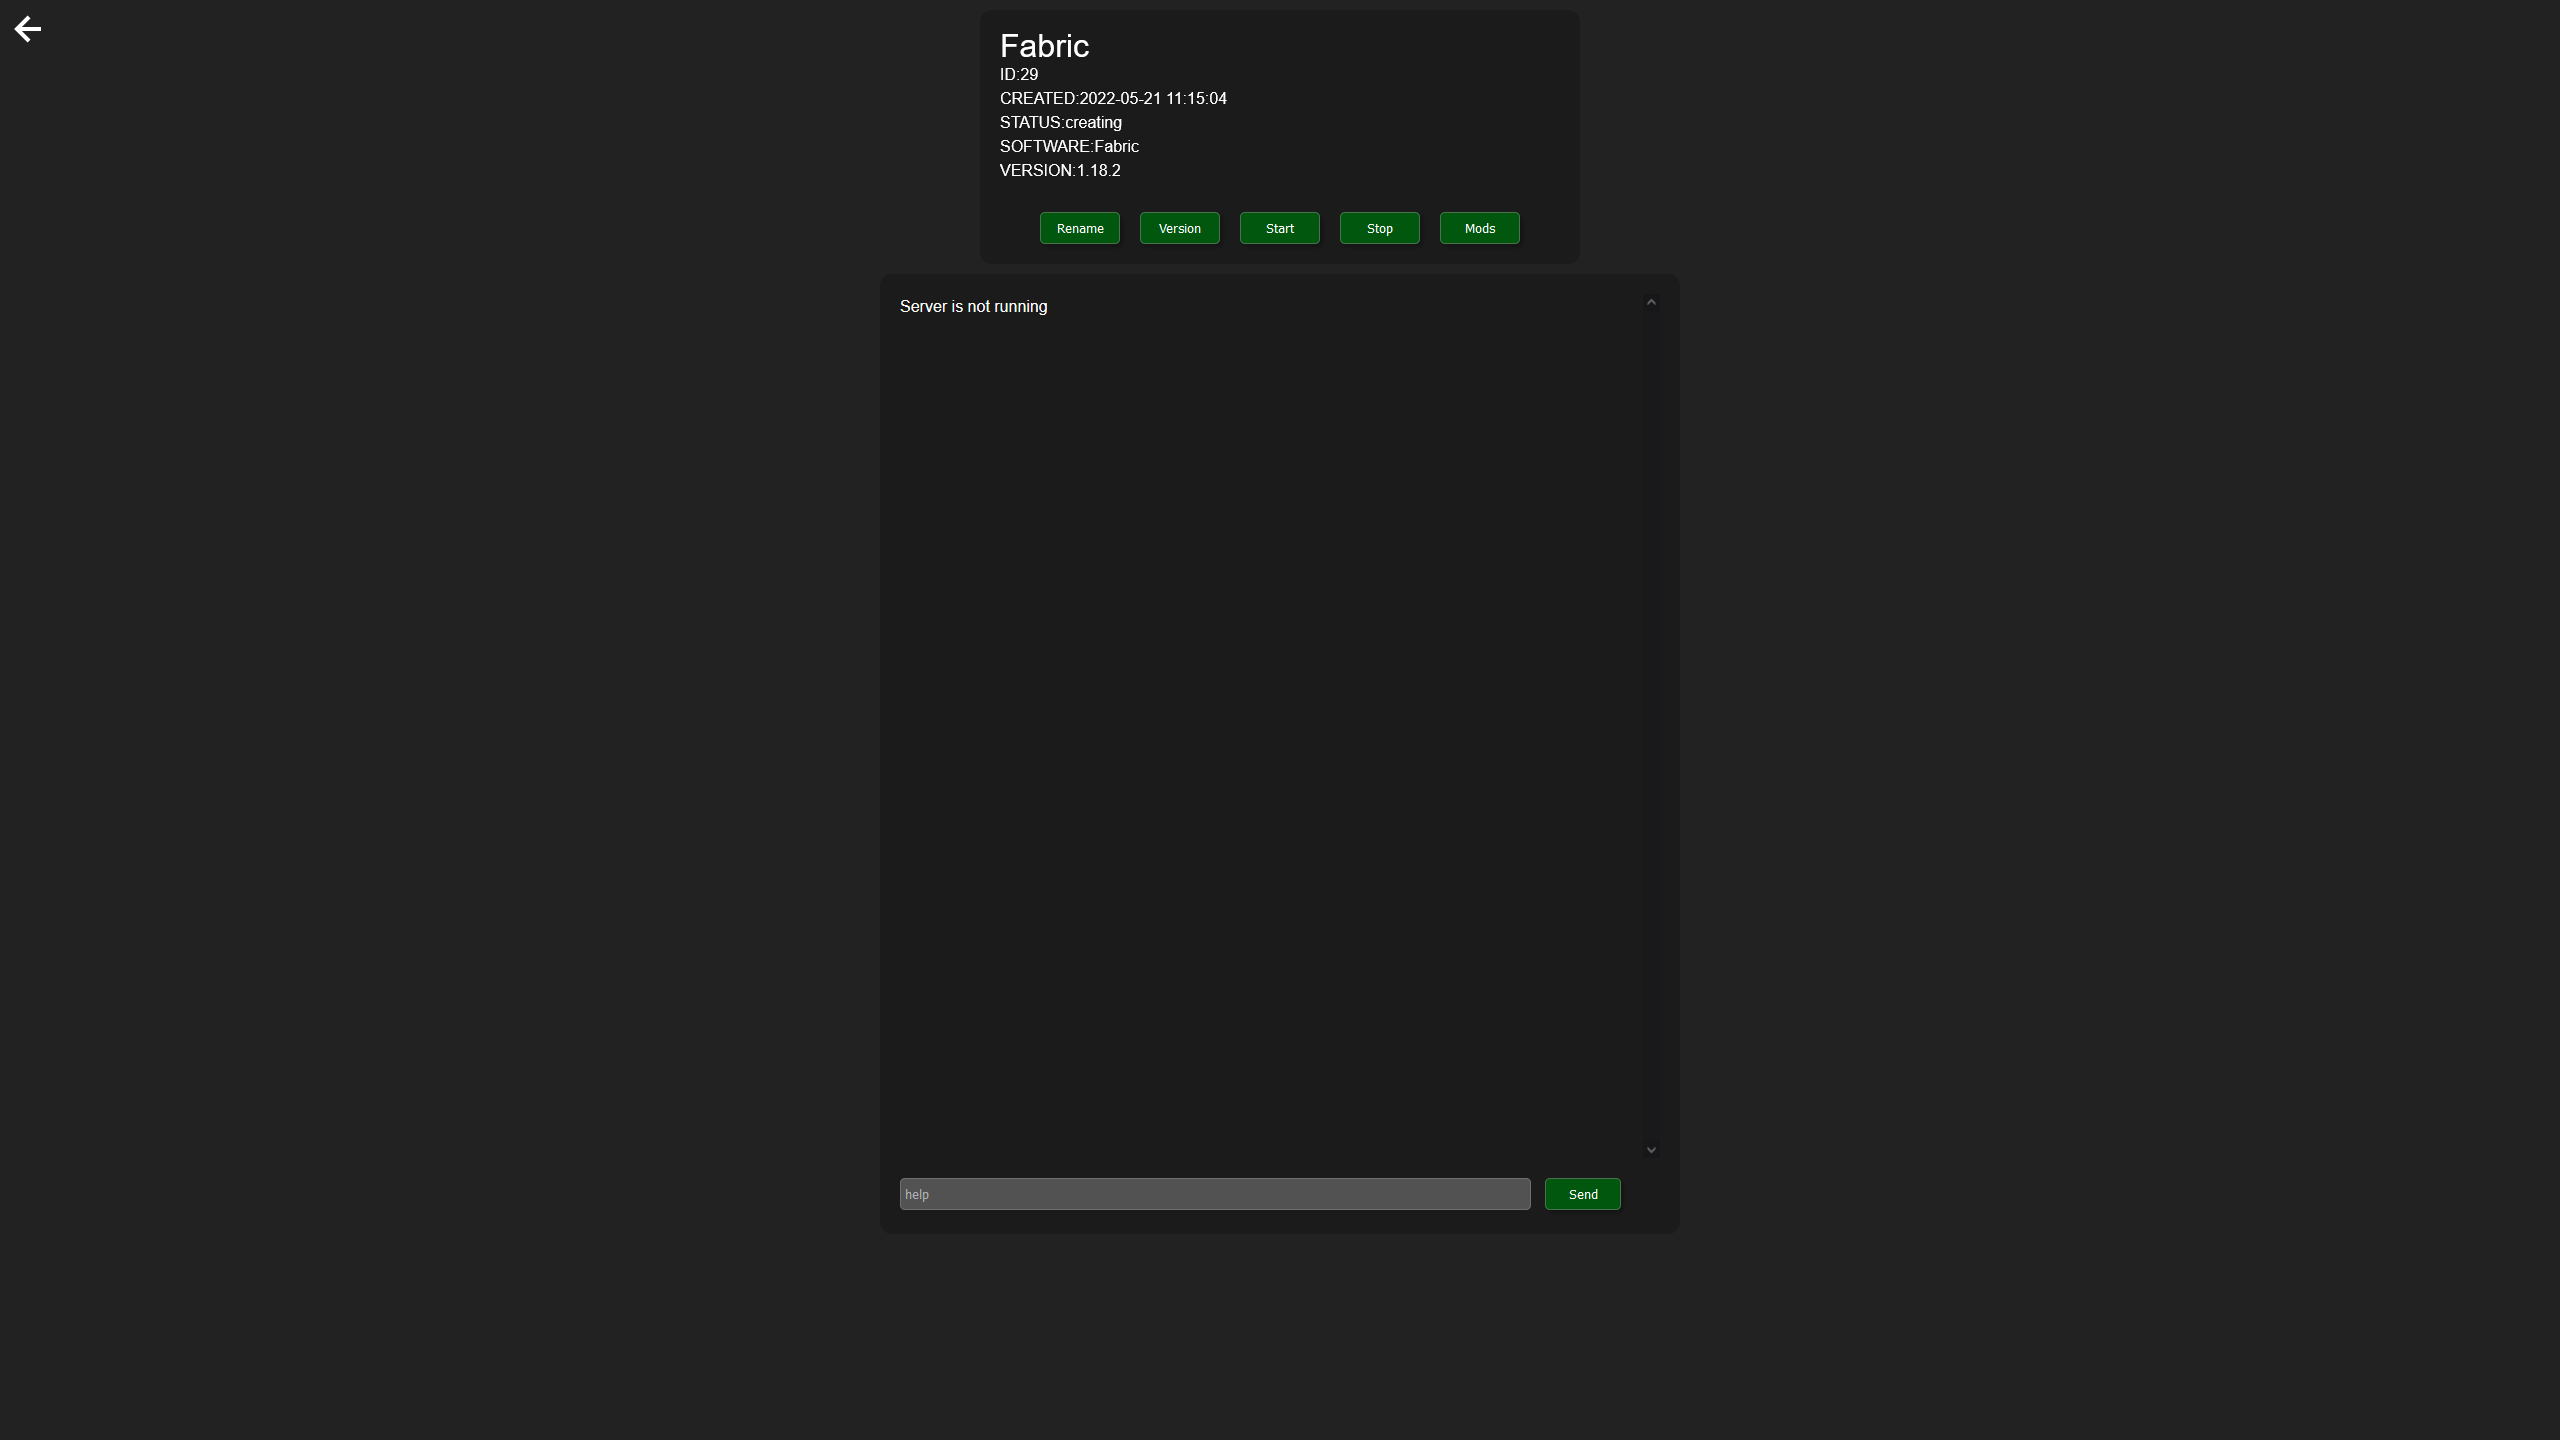 Fabric
ID:29
CREATED:2022-05-21 11:15:04
STATUS:creating
SOFTWARE:Fabric
VERSION:1.18.2
Rename Version Start Stop Mods
Server is not running
help Send